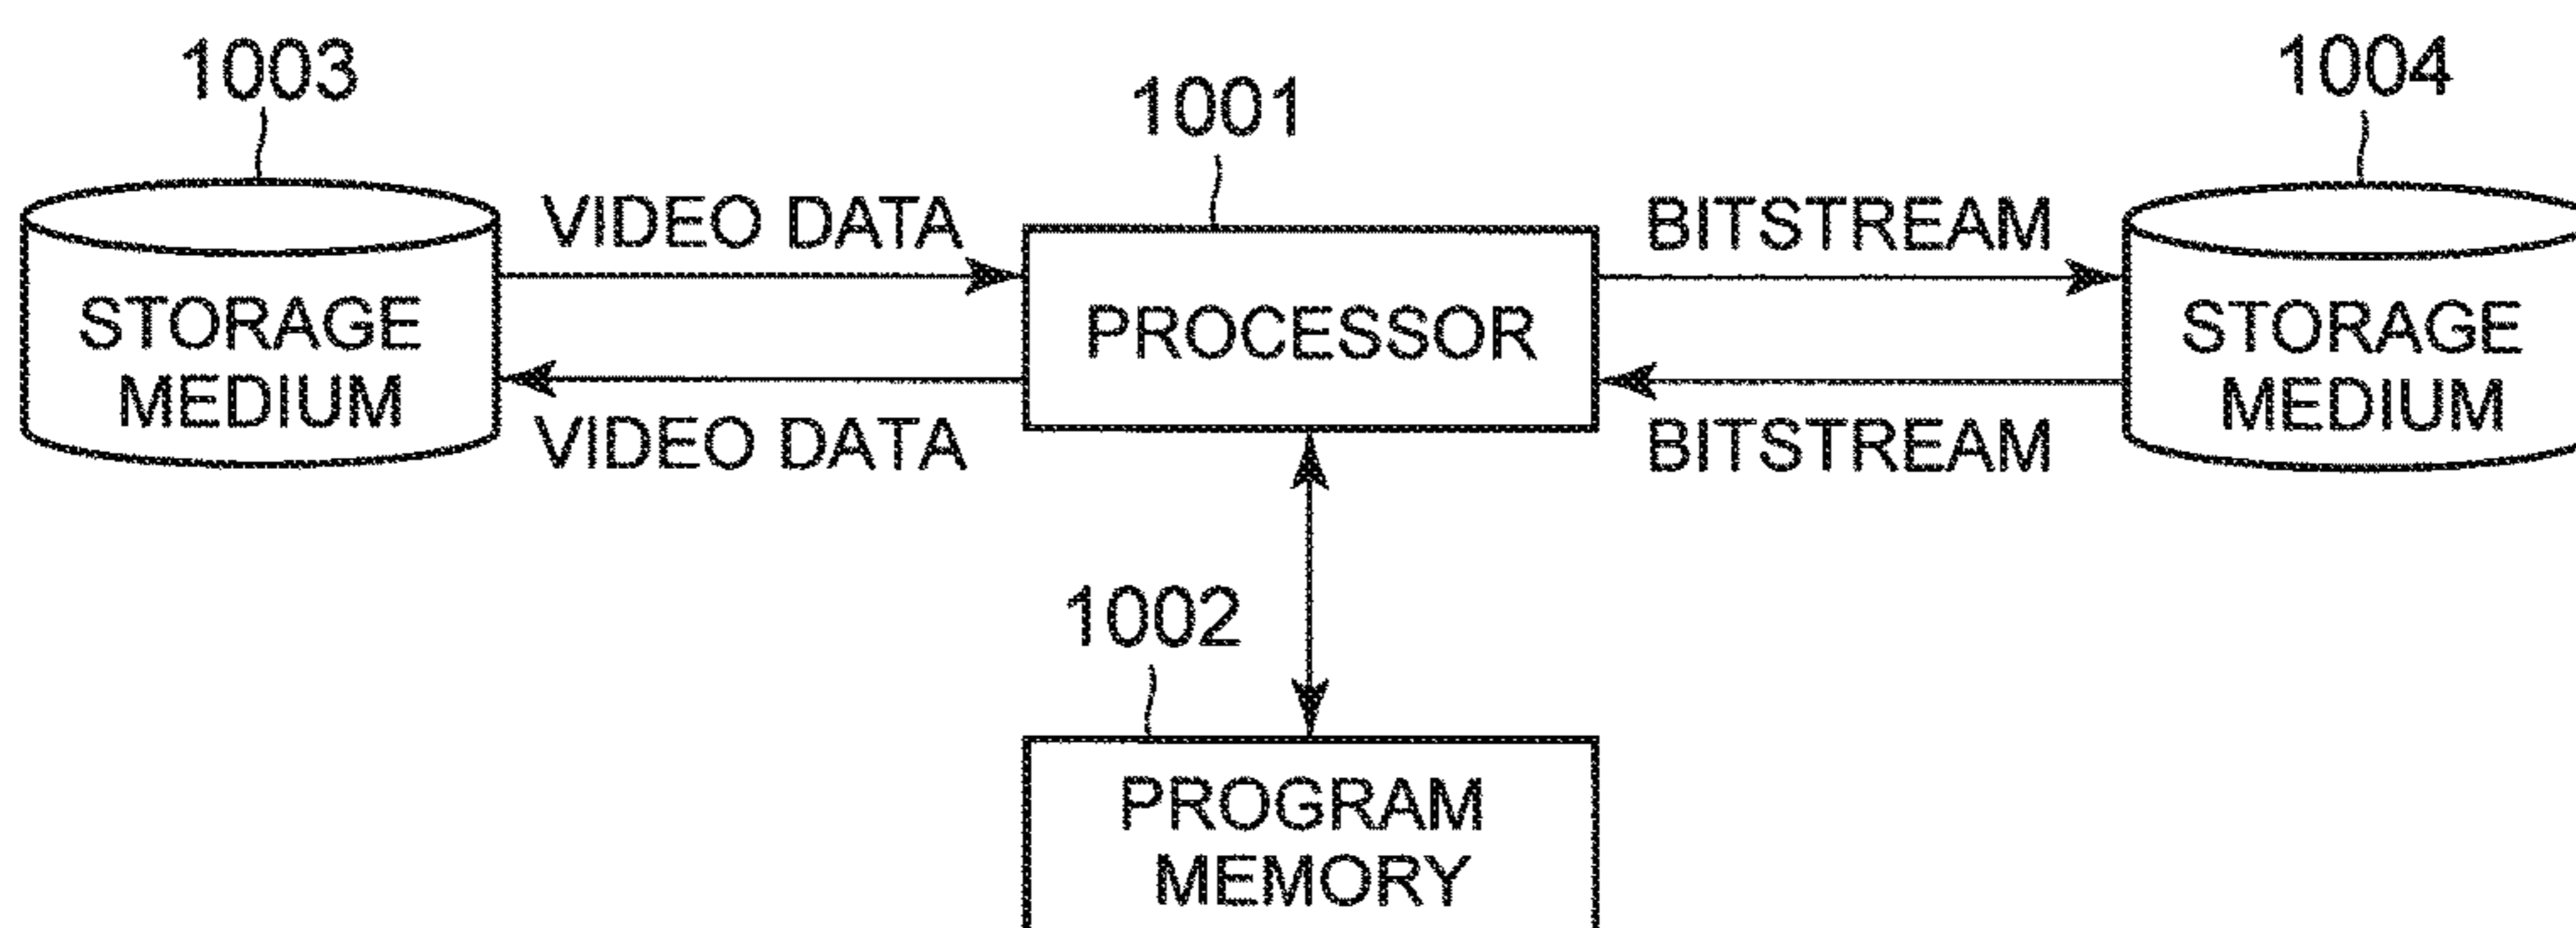 1003
1001
1004
VIDEO DATA
BITSTREAM
STORAGE
MEDIUM
PROCESSOR
STORAGE
MEDIUM
VIDEO DATA
BITSTREAM
1002
PROGRAM
MEMORY